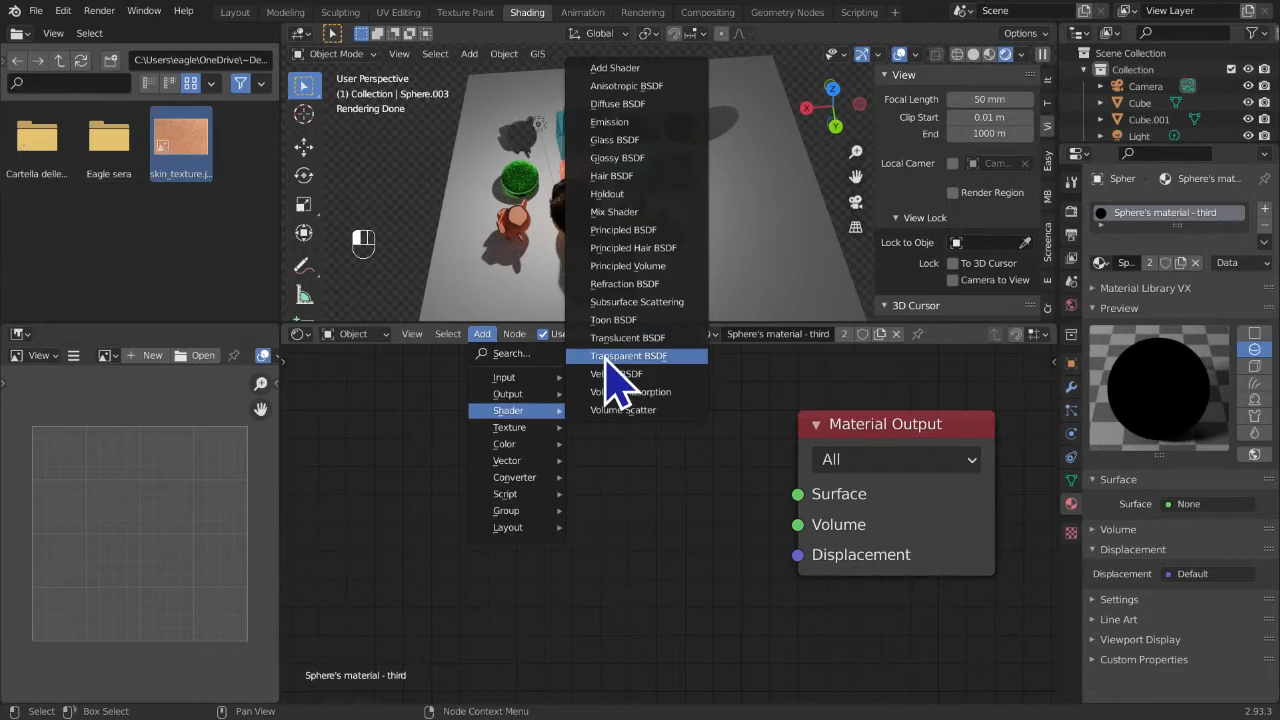 File Edit Render Window Help Layout Modeling Sculpting UV Editing Texture Paint Shading Animation Rendering Compositing Geometry Nodes Scripting + Scene View Layer
View Select
Global
Options
C:\Users\eagle\OneDrive\~De...
Object Mode View Select Add Object GIS
Cartella delle...
Eagle sera
skin_texture.j...
User Perspective
(1) Collection | Sphere.003
Rendering Done
Add Shader
Anisotropic BSDF
Diffuse BSDF
Emission
Glass BSDF
Glossy BSDF
Hair BSDF
Holdout
Mix Shader
Principled BSDF
Principled Hair BSDF
Principled Volume
Refraction BSDF
Subsurface Scattering
Toon BSDF
Translucent BSDF
Transparent BSDF
X
Y
Z
View
Focal Length 50 mm
Clip Start 0.01 m
End 1000 m
Local Camer Cam...
Render Region
View Lock
Lock to Obje
Lock To 3D Cursor
Camera to View
3D Cursor
Vi
Easy
MB
Screenca
Scene Collection
Collection
Camera
Cube
Cube.001
Light
Spher Sphere's mat...
Sphere's material - third
Sp... 2 Data
Material Library VX
Preview
Surface
Surface None
Volume
Displacement
Displacement Default
Settings
Line Art
Viewport Display
Custom Properties
View New Open
Object View Select Add Node Use
Sphere's material - third 2
Search...
Input
Output
Shader
Texture
Color
Vector
Converter
Script
Group
Layout
Material Output
All
Surface
Volume
Displacement
Sphere's material - third
Select Box Select Pan View Node Context Menu 2.93.3